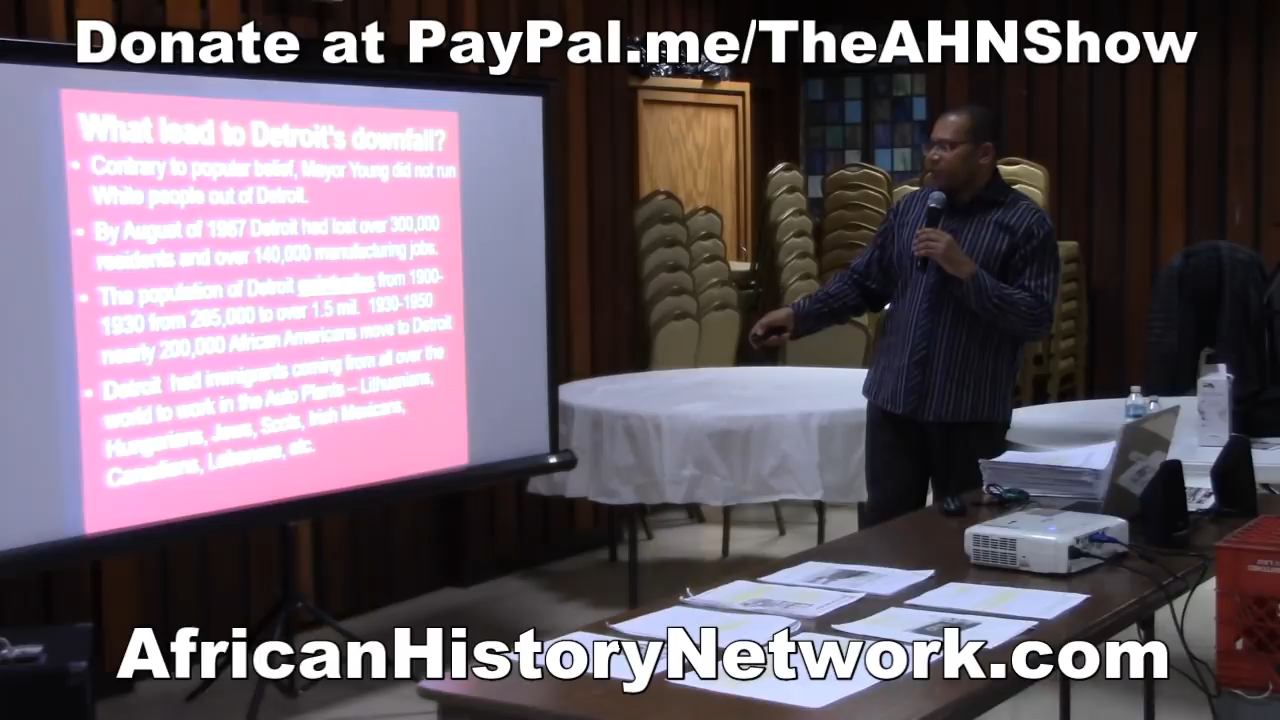 Donate at PayPal.me/TheAHNShow
What lead to Detroit's downfall?
• Contrary to popular belief, Mayor Young did not run
White people out of Detroit.
• By August of 1967 Detroit had lost over 300,000
residents and over 140,000 manufacturing jobs.
• The population of Detroit from 1900-
1930 from 285,000 to over 1.5 mil. 1930-1950
nearly 200,000 African Americans move to Detroit
• Detroit had immigrants coming from all over the
world to work in the Auto Plants – Lithuanians,
Hungarians, Jews, Scots, Irish Mexicans,
Canadians, Lebanese, etc.
AfricanHistoryNetwork.com